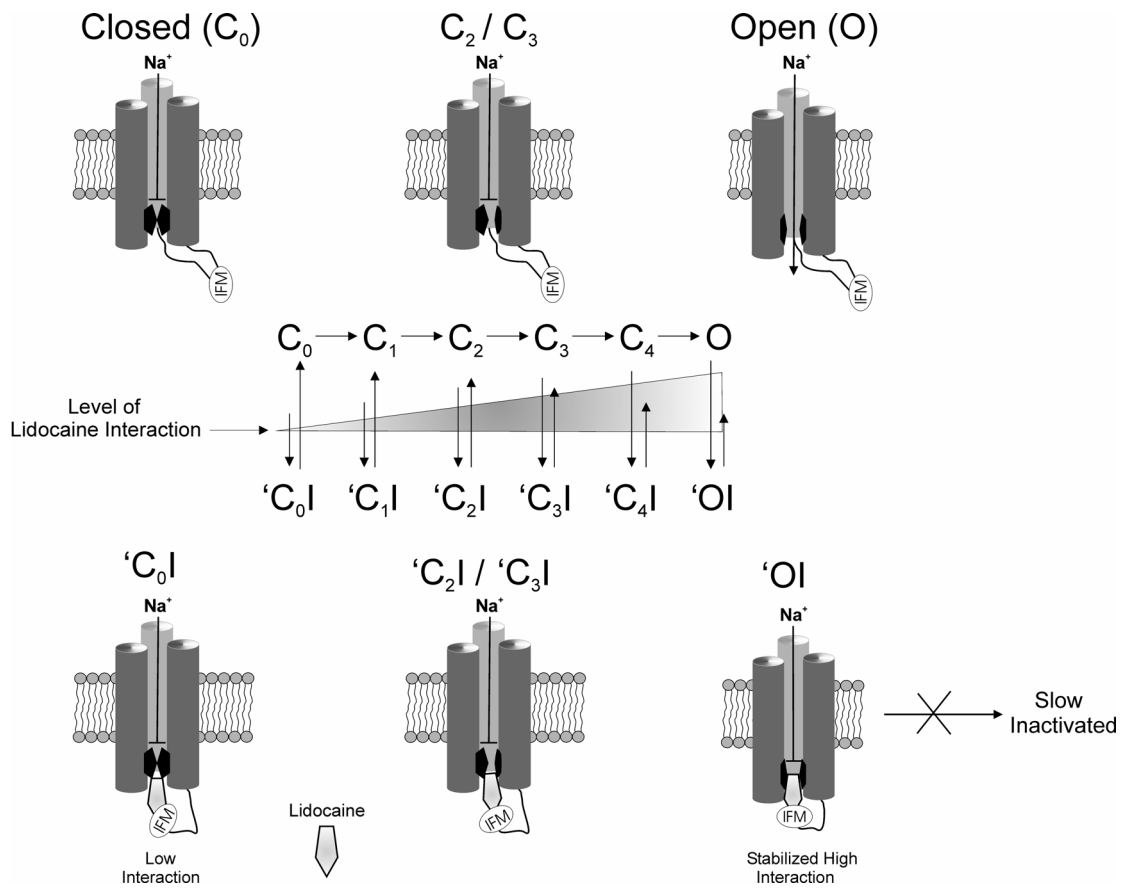 Closed (C₀) C₂ / C₃ Open (O)
Na⁺ Na⁺ Na⁺
IFM IFM IFM
C₀ C₁ C₂ C₃ C₄ O
Level of
Lidocaine Interaction
‘C₀I ‘C₁I ‘C₂I ‘C₃I ‘C₄I ‘OI
‘C₀I ‘C₂I / ‘C₃I ‘OI
Na⁺ Na⁺ Na⁺
Slow
Inactivated
IFM IFM IFM
Lidocaine
Low
Interaction
Stabilized High
Interaction